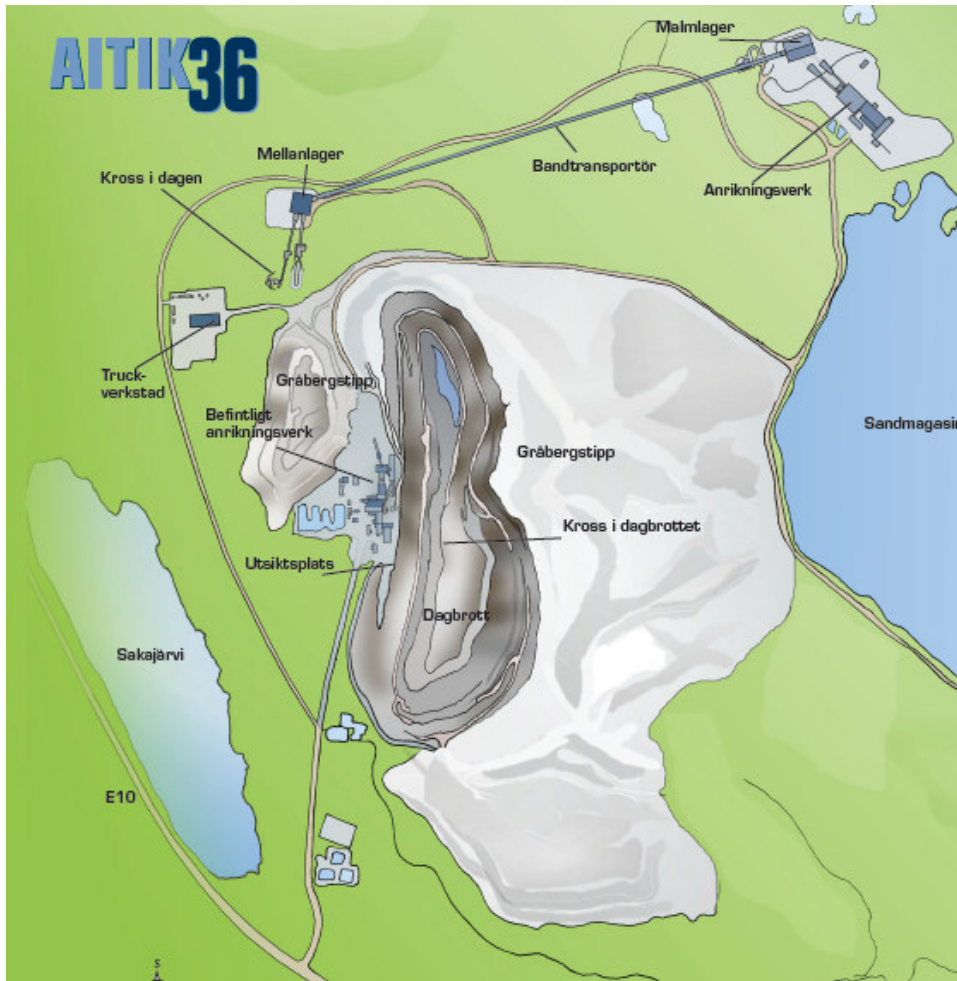 AITIK36
Malmlager
Mellanlager
Bandtransportör
Kross i dagen
Anrikningsverk
Truck-
verkstad
Gråbergstipp
Befintligt
anrikningsverk
Sandmagasin
Gråbergstipp
Kross i dagbrottet
Utsiktsplats
Dagbrott
Sakajärvi
E10
S